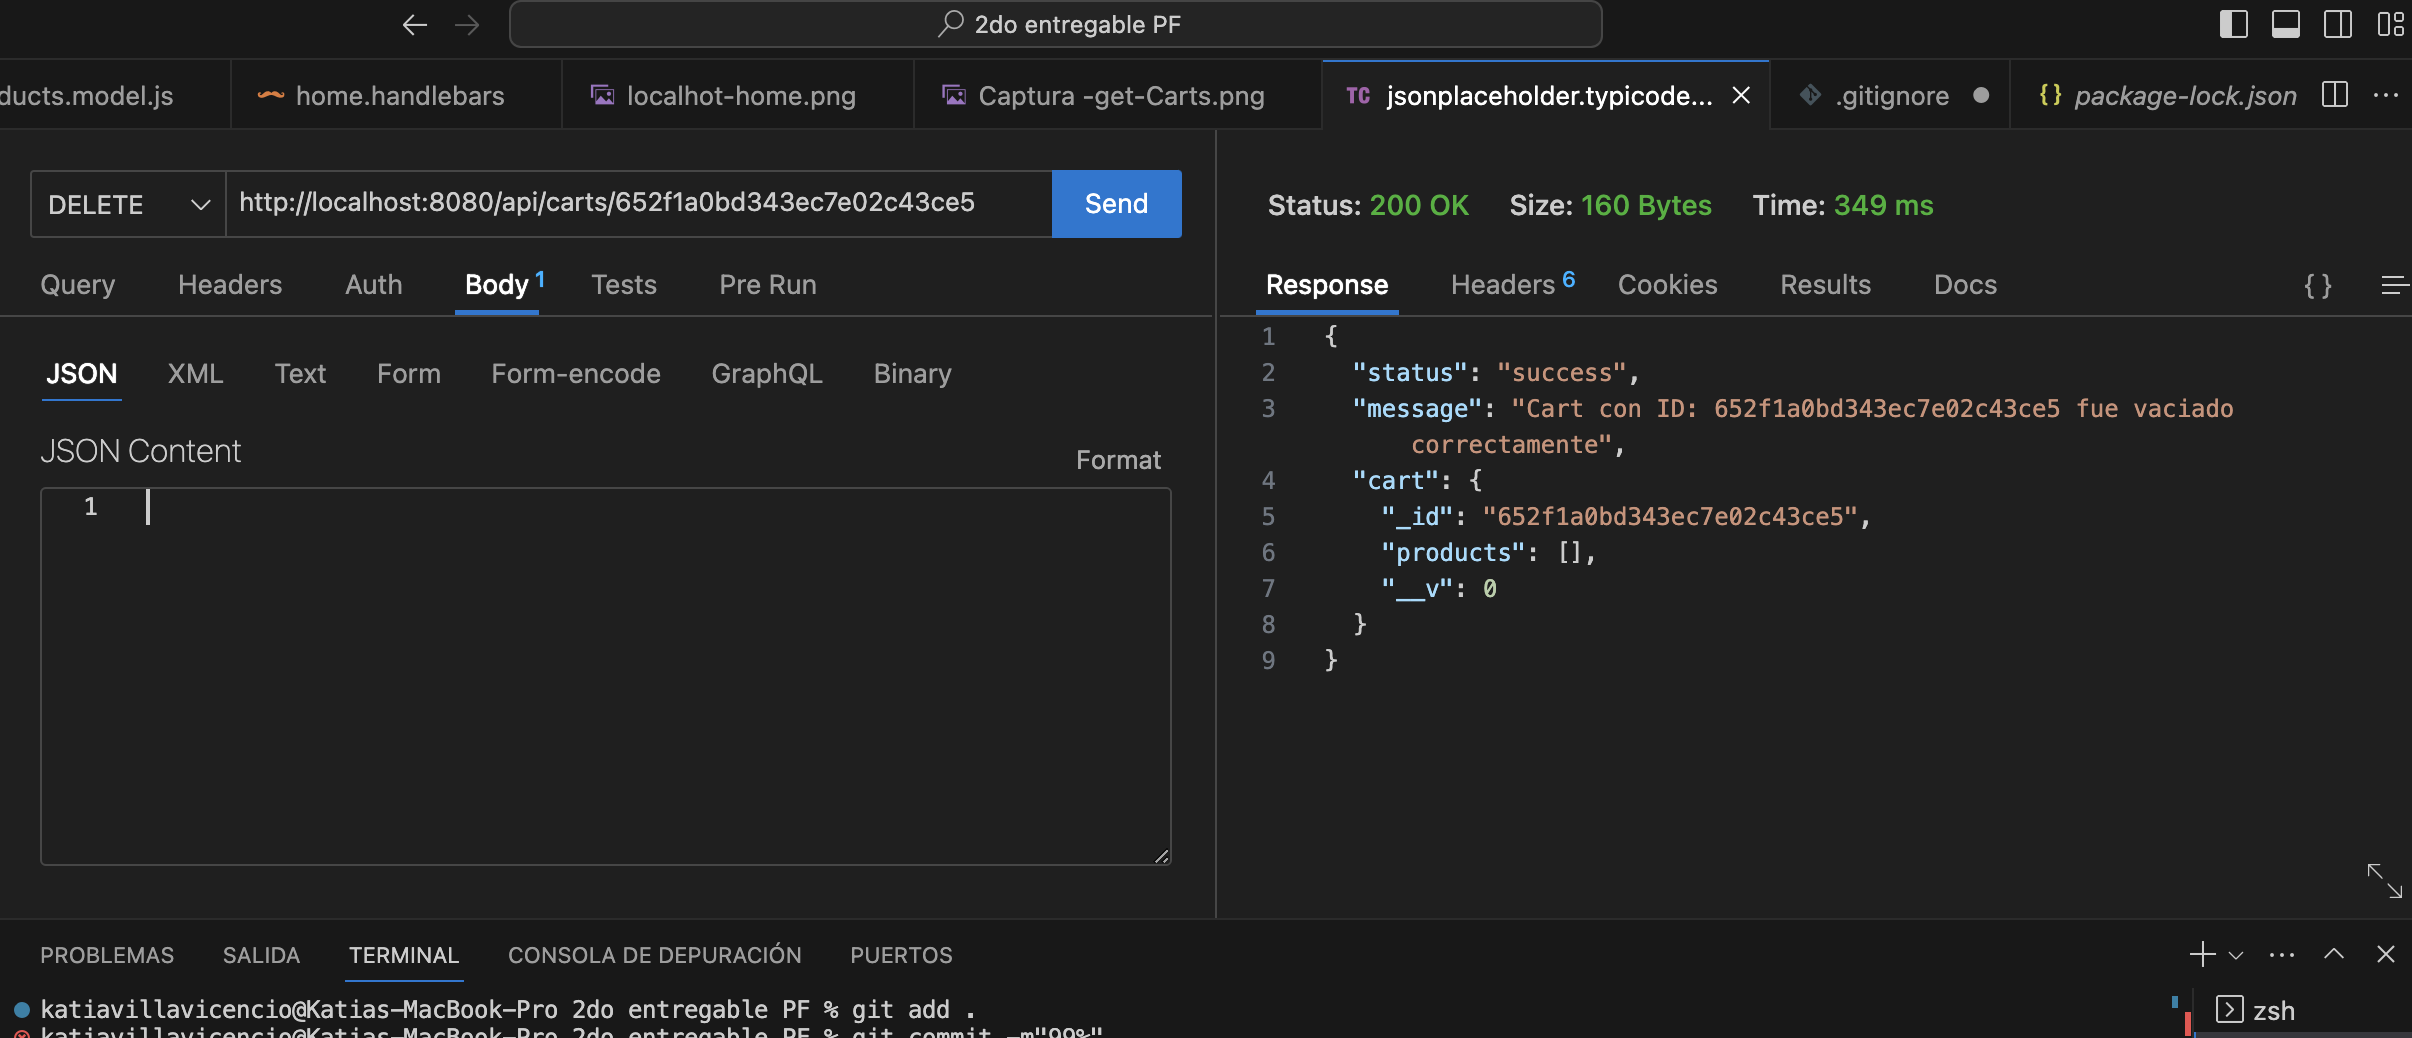 2do entregable PF
ducts.model.js home.handlebars localhot-home.png Captura -get-Carts.png TC jsonplaceholder.typicode... .gitignore {} package-lock.json
DELETE http://localhost:8080/api/carts/652f1a0bd343ec7e02c43ce5 Send
Query Headers Auth Body 1 Tests Pre Run
JSON XML Text Form Form-encode GraphQL Binary
JSON Content
Format
1
Status: 200 OK Size: 160 Bytes Time: 349 ms
Response Headers 6 Cookies Results Docs {}
1 {
2 "status": "success",
3 "message": "Cart con ID: 652f1a0bd343ec7e02c43ce5 fue vaciado
correctamente",
4 "cart": {
5 "_id": "652f1a0bd343ec7e02c43ce5",
6 "products": [],
7 "__v": 0
8 }
9 }
PROBLEMAS SALIDA TERMINAL CONSOLA DE DEPURACIÓN PUERTOS
katiavillavicencio@Katias-MacBook-Pro 2do entregable PF % git add .
katiavillavicencio@Katias-MacBook-Pro 2do entregable PF % git commit -m"99%"
zsh